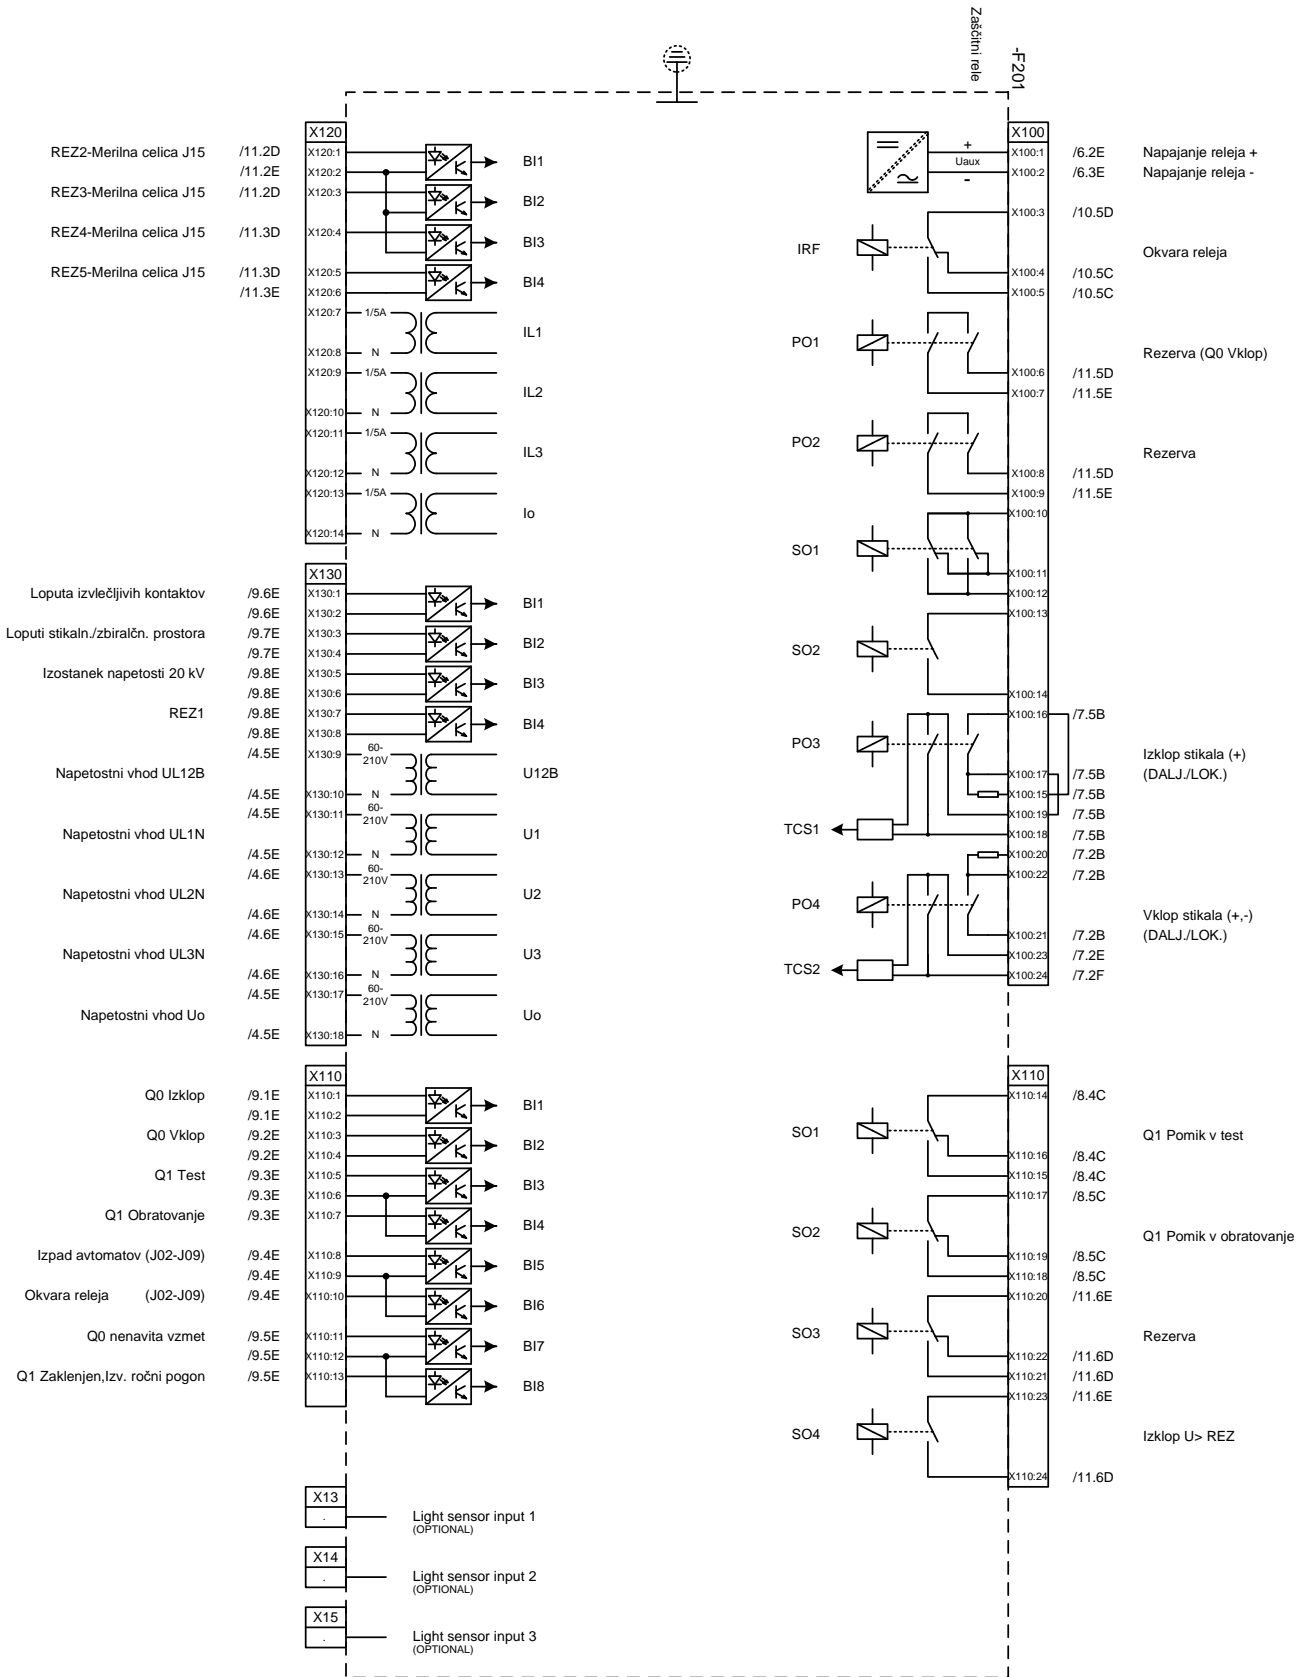 Zaščitni rele
-F201
X120
REZ2-Merilna celica J15 /11.2D X120:1 BI1
/11.2E X120:2
REZ3-Merilna celica J15 /11.2D X120:3 BI2
REZ4-Merilna celica J15 /11.3D X120:4 BI3
REZ5-Merilna celica J15 /11.3D X120:5 BI4
/11.3E X120:6
X120:7 1/5A IL1
X120:8 N
X120:9 1/5A IL2
X120:10 N
X120:11 1/5A IL3
X120:12 N
X120:13 1/5A Io
X120:14 N
X130
Loputa izvlečljivih kontaktov /9.6E X130:1 BI1
/9.6E X130:2
Loputi stikaln./zbiralčn. prostora /9.7E X130:3 BI2
/9.7E X130:4
Izostanek napetosti 20 kV /9.8E X130:5 BI3
/9.8E X130:6
REZ1 /9.8E X130:7 BI4
/9.8E X130:8
/4.5E X130:9 60-210V
Napetostni vhod UL12B U12B
/4.5E X130:10 N
/4.5E X130:11 60-210V
Napetostni vhod UL1N U1
/4.5E X130:12 N
/4.6E X130:13 60-210V
Napetostni vhod UL2N U2
/4.6E X130:14 N
/4.6E X130:15 60-210V
Napetostni vhod UL3N U3
/4.6E X130:16 N
/4.5E X130:17 60-210V
Napetostni vhod Uo Uo
/4.5E X130:18 N
X110
Q0 Izklop /9.1E X110:1 BI1
/9.1E X110:2
Q0 Vklop /9.2E X110:3 BI2
/9.2E X110:4
Q1 Test /9.3E X110:5 BI3
/9.3E X110:6
Q1 Obratovanje /9.3E X110:7 BI4
Izpad avtomatov (J02-J09) /9.4E X110:8 BI5
/9.4E X110:9
Okvara releja (J02-J09) /9.4E X110:10 BI6
Q0 nenavita vzmet /9.5E X110:11 BI7
/9.5E X110:12
Q1 Zaklenjen,Izv. ročni pogon /9.5E X110:13 BI8
X13
.
Light sensor input 1
(OPTIONAL)
X14
.
Light sensor input 2
(OPTIONAL)
X15
.
Light sensor input 3
(OPTIONAL)
X100
+ X100:1 /6.2E Napajanje releja +
Uaux
- X100:2 /6.3E Napajanje releja -
X100:3 /10.5D
IRF Okvara releja
X100:4 /10.5C
X100:5 /10.5C
PO1 Rezerva (Q0 Vklop)
X100:6 /11.5D
X100:7 /11.5E
PO2 Rezerva
X100:8 /11.5D
X100:9 /11.5E
X100:10
SO1
X100:11
X100:12
X100:13
SO2
X100:14
X100:16 /7.5B
PO3 Izklop stikala (+)
X100:17 /7.5B (DALJ./LOK.)
X100:15 /7.5B
X100:19 /7.5B
TCS1 X100:18 /7.5B
X100:20 /7.2B
X100:22 /7.2B
PO4 Vklop stikala (+,-)
X100:21 /7.2B (DALJ./LOK.)
X100:23 /7.2E
TCS2 X100:24 /7.2F
X110
X110:14 /8.4C
SO1 Q1 Pomik v test
X110:16 /8.4C
X110:15 /8.4C
X110:17 /8.5C
SO2 Q1 Pomik v obratovanje
X110:19 /8.5C
X110:18 /8.5C
X110:20 /11.6E
SO3 Rezerva
X110:22 /11.6D
X110:21 /11.6D
X110:23 /11.6E
SO4 Izklop U> REZ
X110:24 /11.6D